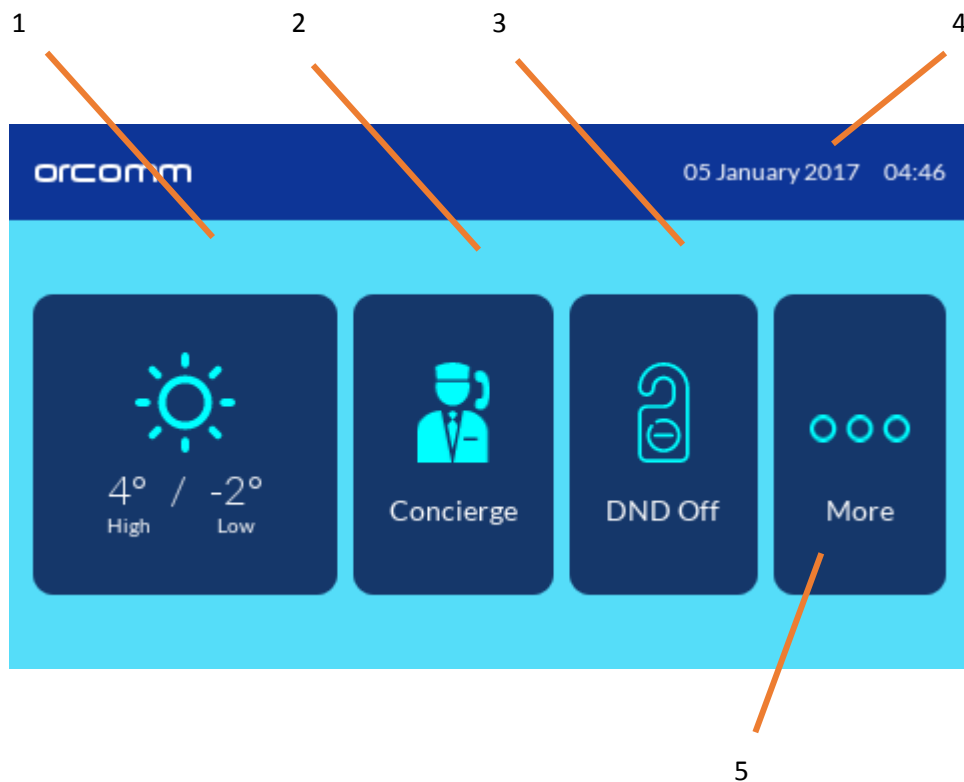 1 2 3 4
orcomm 05 January 2017 04:46
4° / -2°
High Low
Concierge
DND Off
More
5